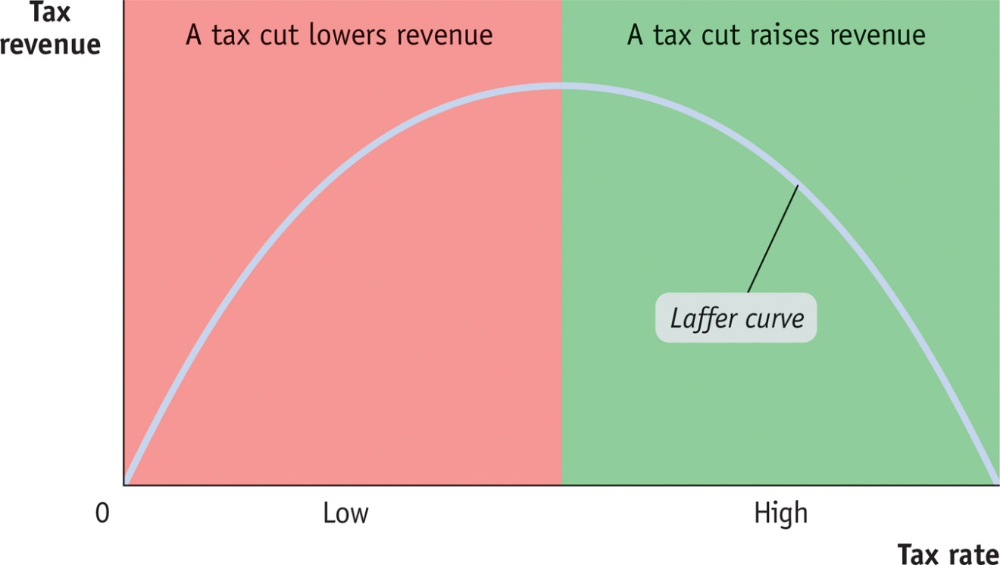 Tax
revenue
A tax cut lowers revenue
A tax cut raises revenue
Laffer curve
0
Low
High
Tax rate